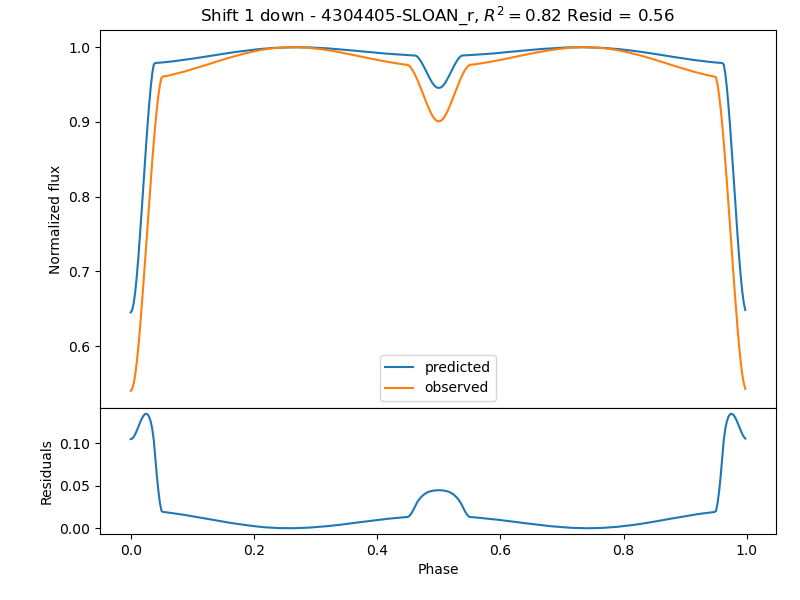 Shift 1 down - 4304405-SLOAN_r, R² = 0.82 Resid = 0.56
1.0
0.9
0.8
0.7
0.6
Normalized flux
predicted
observed
0.10
0.05
0.00
Residuals
0.0 0.2 0.4 0.6 0.8 1.0
Phase